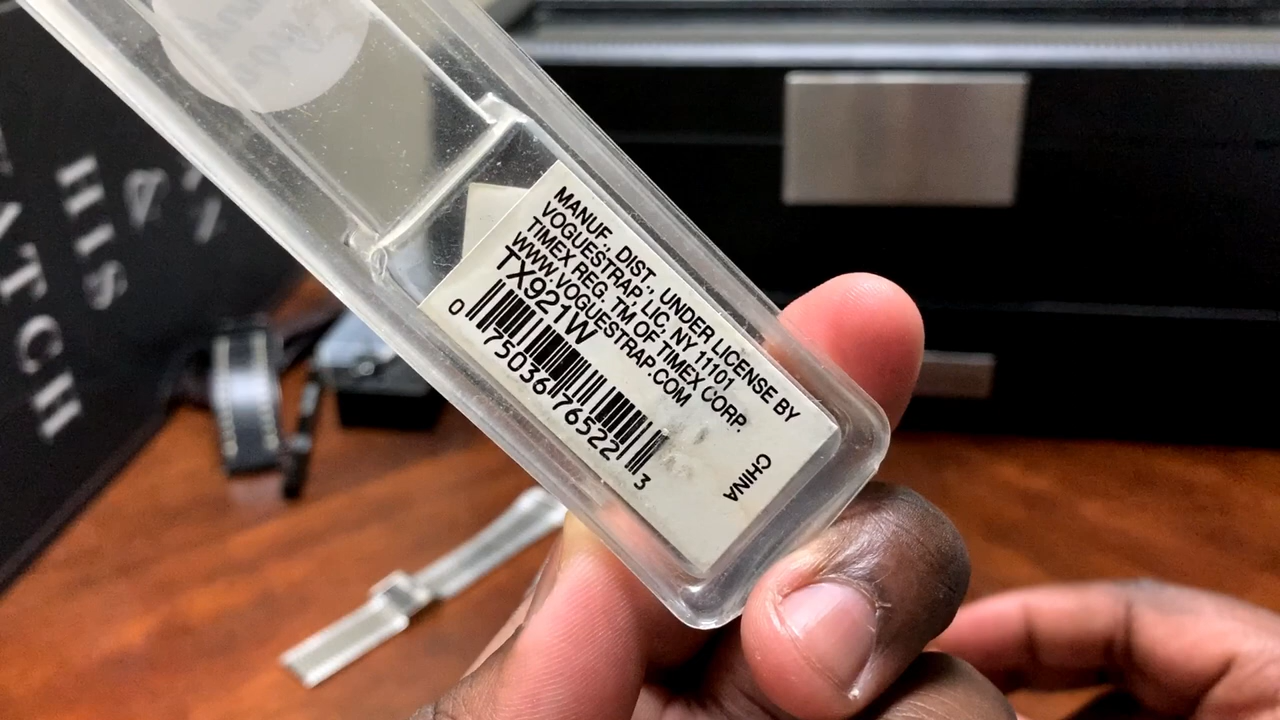 MANUF., DIST., UNDER LICENSE BY
VOGUESTRAP, LIC, NY 11101
TIMEX REG. TM OF TIMEX CORP.
WWW.VOGUESTRAP.COM
TX921W
0 75036 76522 3
CHINA
HIS
&
ATCH